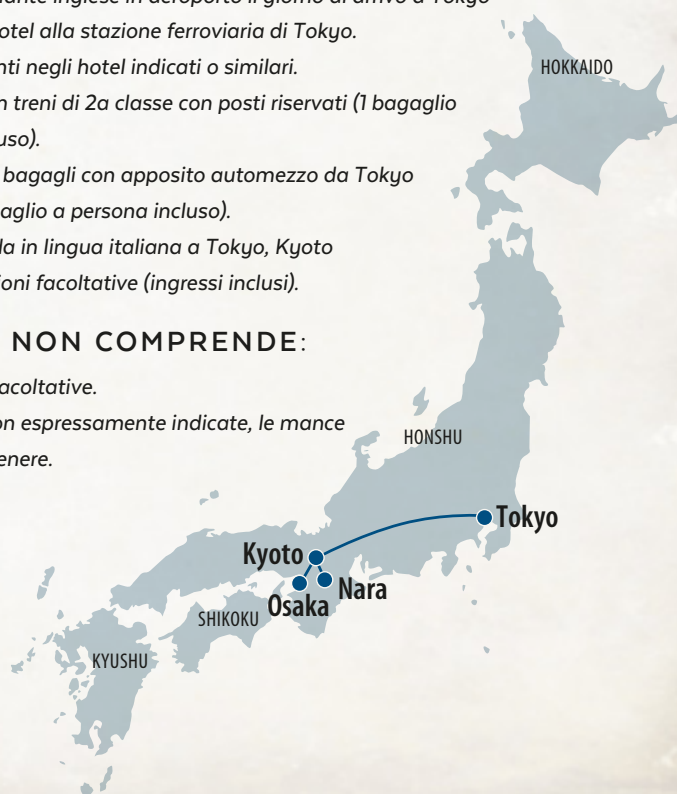 ante inglese in aeroporto il giorno di arrivo a Tokyo
otel alla stazione ferroviaria di Tokyo.
nti negli hotel indicati o similari.
n treni di 2a classe con posti riservati (1 bagaglio
uso).
bagagli con apposito automezzo da Tokyo
aglio a persona incluso).
da in lingua italiana a Tokyo, Kyoto
ioni facoltative (ingressi inclusi).
NON COMPRENDE:
acoltative.
on espressamente indicate, le mance
enere.
HOKKAIDO
HONSHU
Tokyo
Kyoto
Nara
Osaka
SHIKOKU
KYUSHU